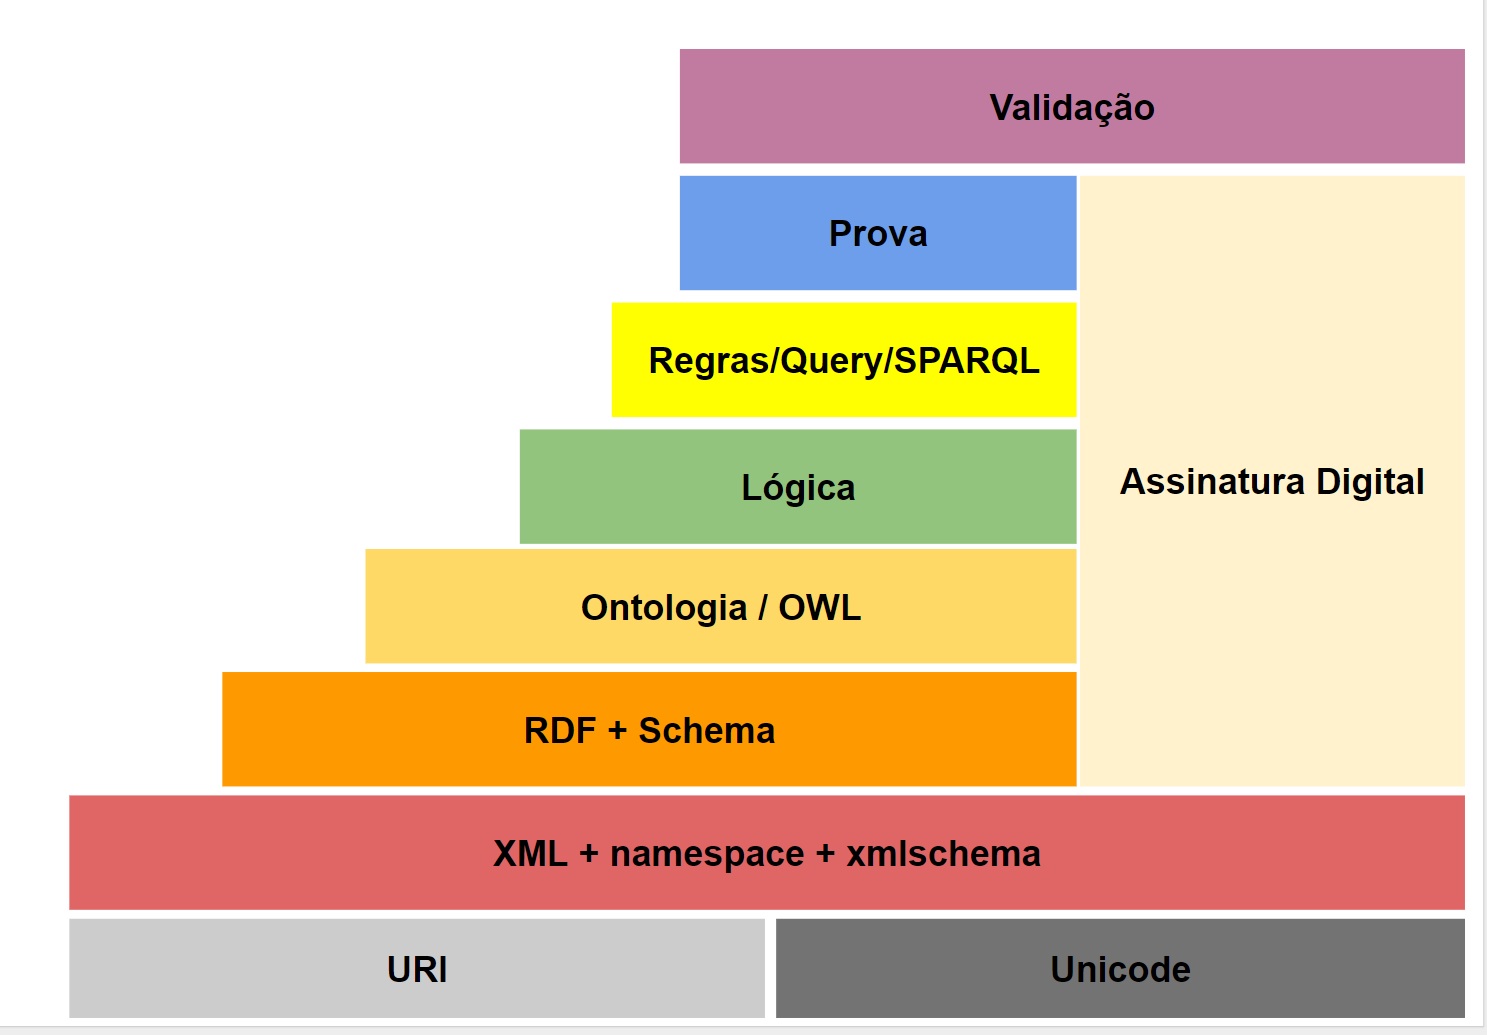 Validação
Prova
Regras/Query/SPARQL
Lógica
Assinatura Digital
Ontologia / OWL
RDF + Schema
XML + namespace + xmlschema
URI
Unicode